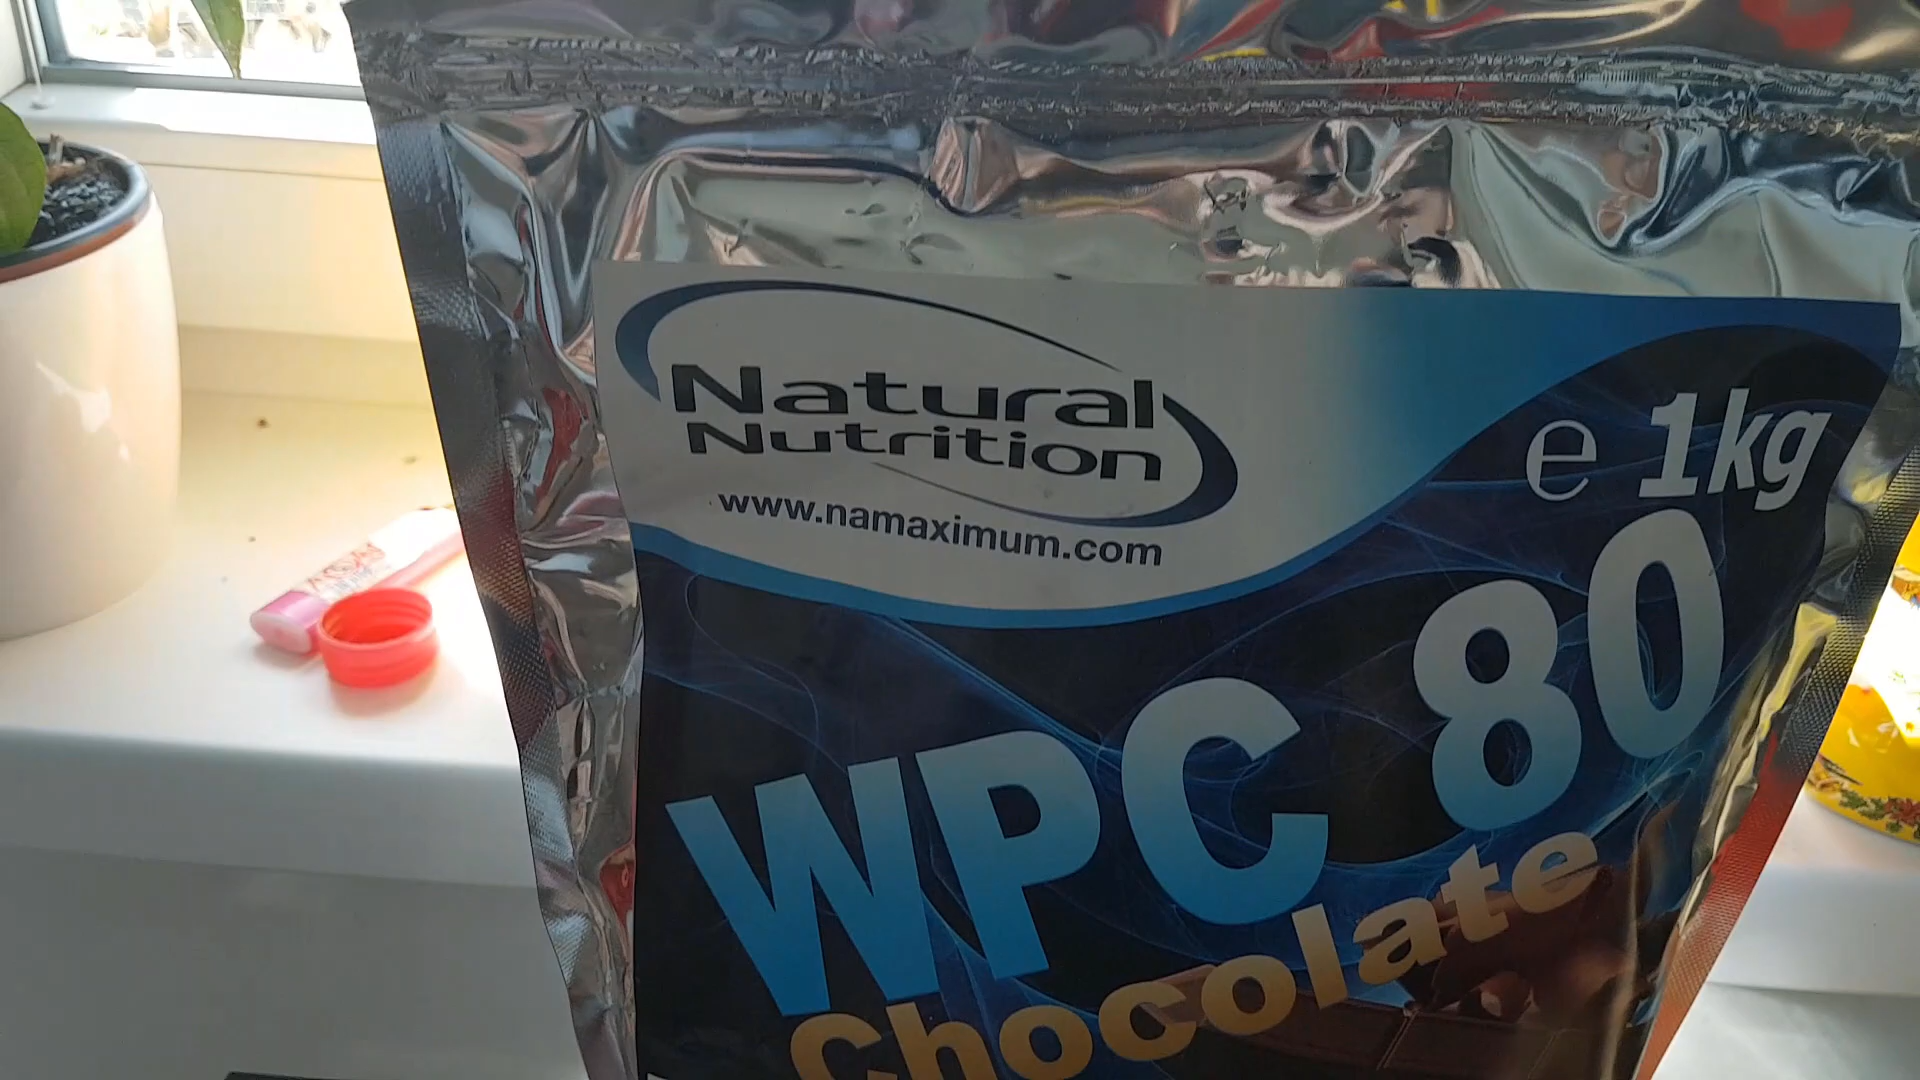 Natural
Nutrition
www.namaximum.com
e 1kg
WPC 80
Chocolate